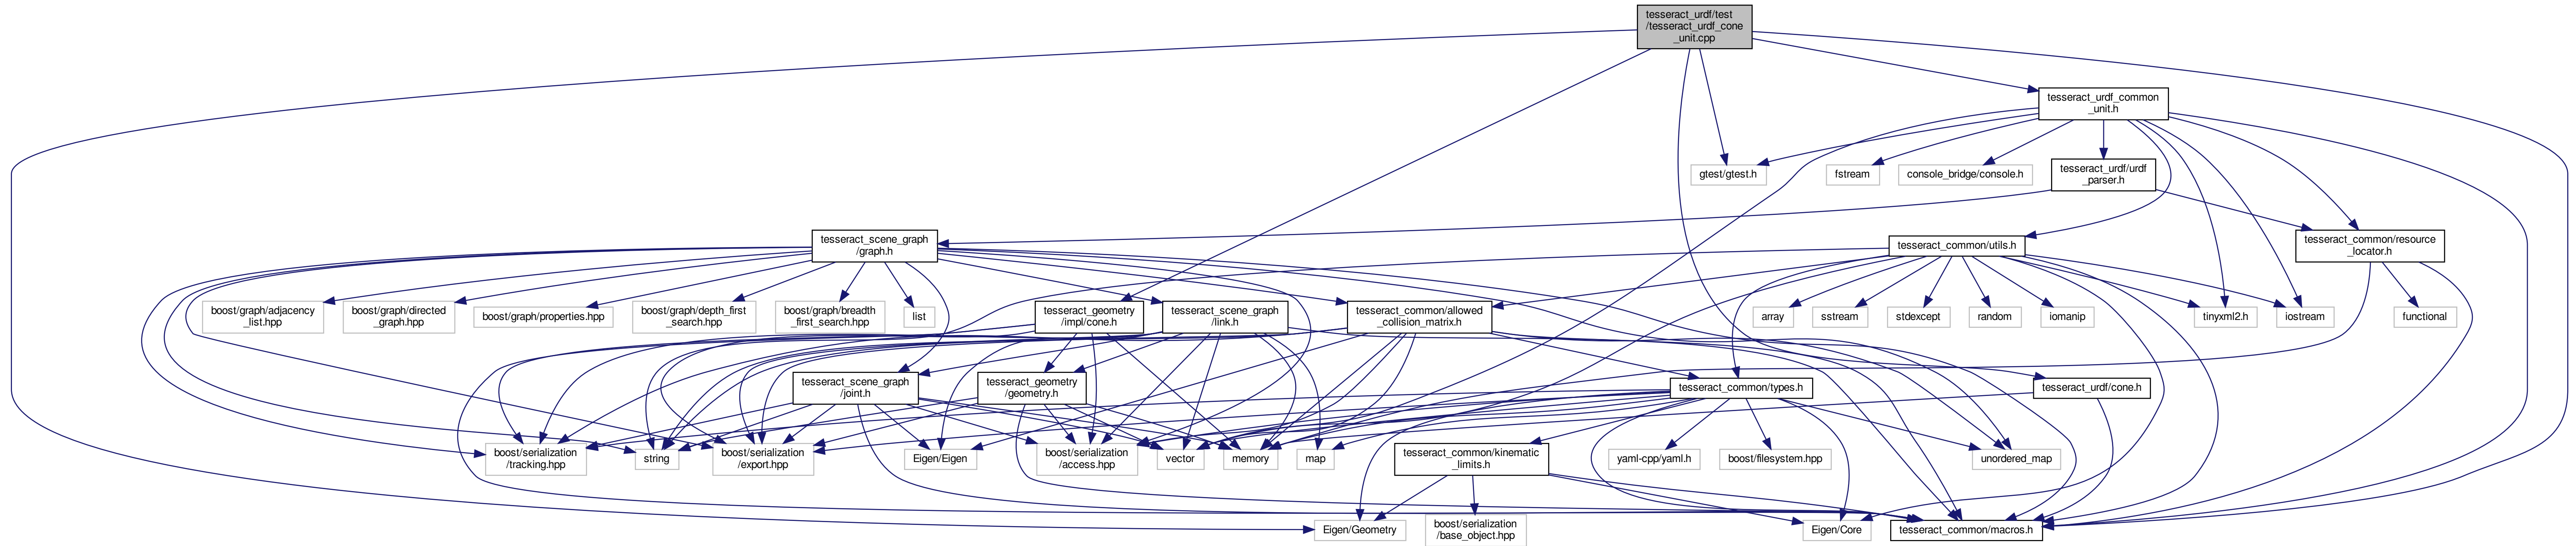 tesseract_urdf/test
/tesseract_urdf_cone
_unit.cpp
tesseract_urdf_common
_unit.h
gtest/gtest.h
fstream
console_bridge/console.h
tesseract_urdf/urdf
_parser.h
tesseract_scene_graph
/graph.h
tesseract_common/utils.h
tesseract_common/resource
_locator.h
boost/graph/adjacency
_list.hpp
boost/graph/directed
_graph.hpp
boost/graph/properties.hpp
boost/graph/depth_first
_search.hpp
boost/graph/breadth
_first_search.hpp
list
tesseract_geometry
/impl/cone.h
tesseract_scene_graph
/link.h
tesseract_common/allowed
_collision_matrix.h
array
sstream
stdexcept
random
iomanip
tinyxml2.h
iostream
functional
tesseract_scene_graph
/joint.h
tesseract_geometry
/geometry.h
tesseract_common/types.h
tesseract_urdf/cone.h
boost/serialization
/tracking.hpp
string
boost/serialization
/export.hpp
Eigen/Eigen
boost/serialization
/access.hpp
vector
memory
map
tesseract_common/kinematic
_limits.h
yaml-cpp/yaml.h
boost/filesystem.hpp
unordered_map
Eigen/Geometry
boost/serialization
/base_object.hpp
Eigen/Core
tesseract_common/macros.h